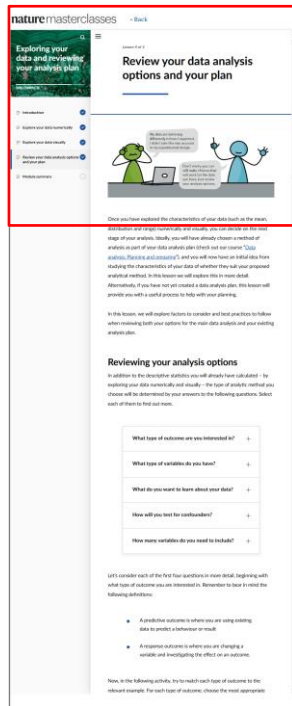 nature masterclasses
‹ Back
Exploring your
data and reviewing
your analysis plan
Introduction
Explore your data numerically
Explore your data visually
Review your data analysis options
and your plan
Module summary
Review your data analysis
options and your plan
Once you have explored the characteristics of your data (such as the mean,
distribution and range) numerically and visually, you can decide on the next
stage of your analysis. Ideally, you will have already chosen a method of
analysis as part of your data analysis plan (check out our course "Data
analysis: Planning and preparing"), and you will now have an initial idea from
studying the characteristics of your data of whether they suit your proposed
analytical method. In this lesson we will explore this in more detail.
Alternatively, if you have not yet created a data analysis plan, this lesson will
provide you with a useful process to help with your planning.
In this lesson, we will explore factors to consider and best practices to follow
when reviewing both your options for the main data analysis and your existing
analysis plan.
Reviewing your analysis options
In addition to the descriptive statistics you will already have calculated – by
exploring your data numerically and visually – the type of analytic method you
choose will be determined by your answers to the following questions. Select
each of them to find out more.
What type of outcome are you interested in? +
What type of variables do you have? +
What do you want to learn about your data? +
How will you test for confounders? +
How many variables do you need to include? +
Let's consider each of the first four questions in more detail, beginning with
what type of outcome you are interested in. Remember to bear in mind the
following definitions:
A predictive outcome is where you are using existing
data to predict a behaviour or result
A response outcome is where you are changing a
variable and investigating the effect on an outcome.
Now, in the following activity, try to match each type of outcome to the
relevant example. For each type of outcome, choose the most appropriate